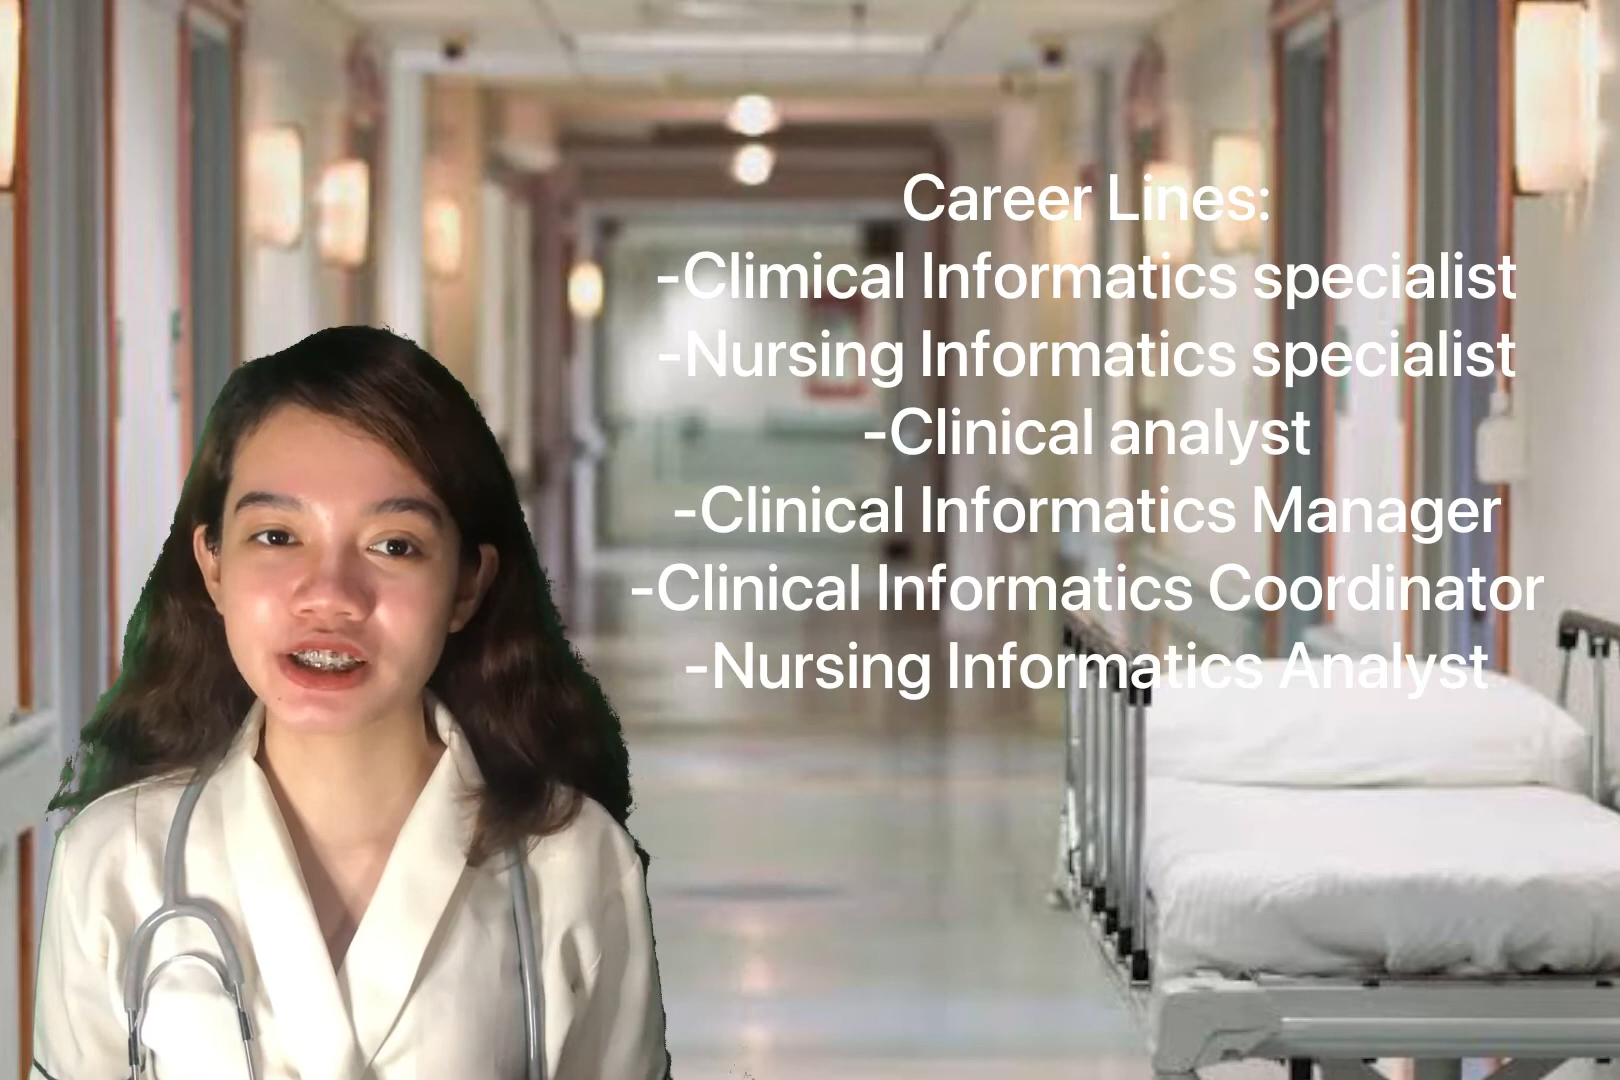 Career Lines:
-Climical Informatics specialist
-Nursing Informatics specialist
-Clinical analyst
-Clinical Informatics Manager
-Clinical Informatics Coordinator
-Nursing Informatics Analyst